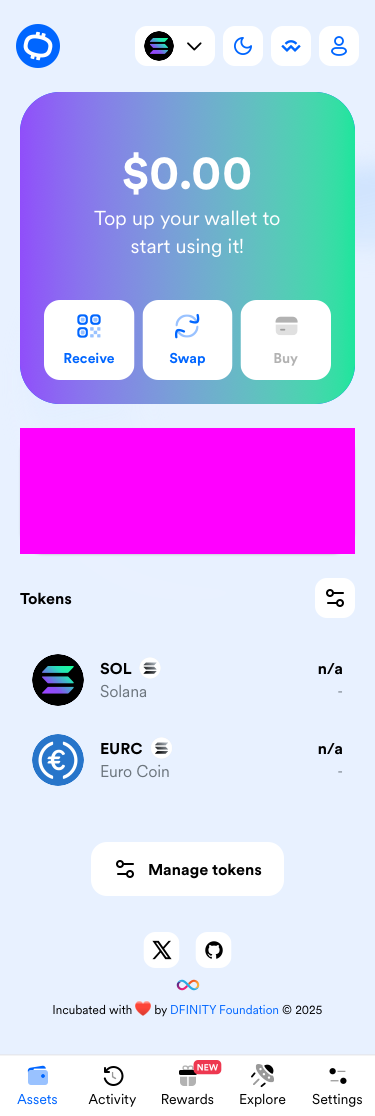 $0.00
Top up your wallet to
start using it!
Receive
Swap
Buy
Tokens
SOL
n/a
Solana
-
EURC
n/a
Euro Coin
-
Manage tokens
Incubated with ❤️ by DFINITY Foundation © 2025
NEW
Assets
Activity
Rewards
Explore
Settings